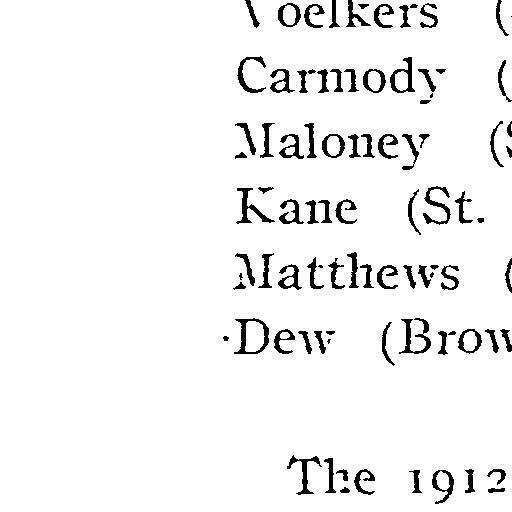 Voelkers (
Carmody (
Maloney (S
Kane (St.
Matthews (
Dew (Brow
The 1912